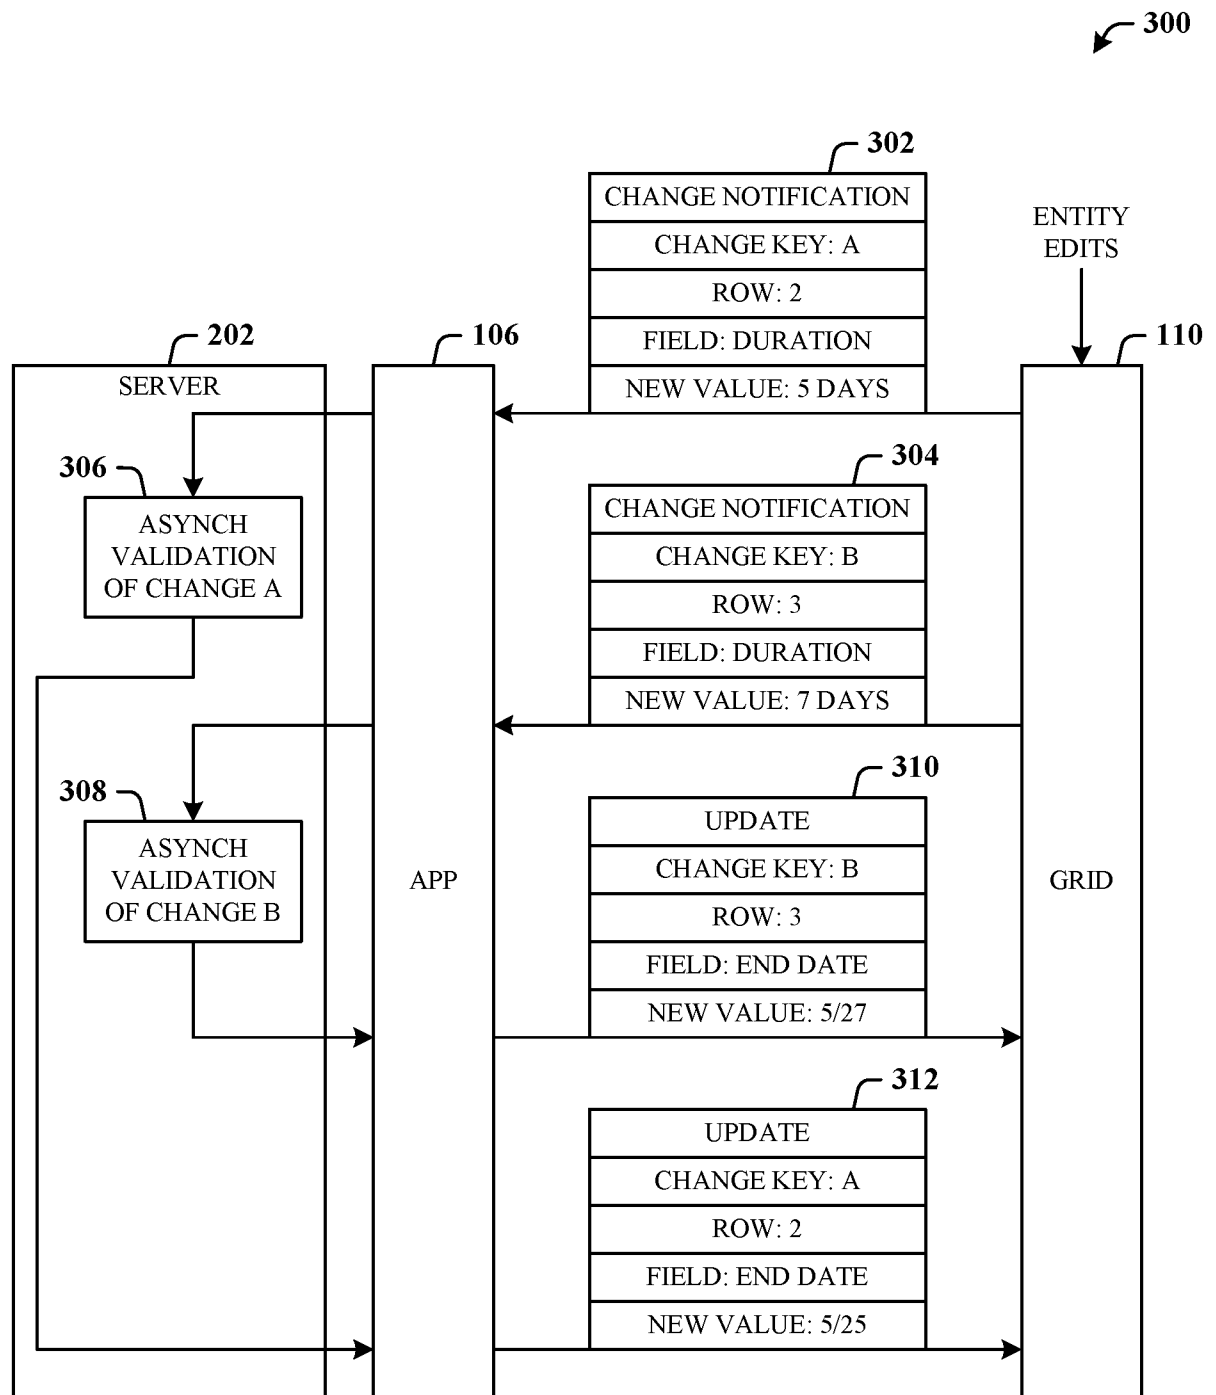 300
302
CHANGE NOTIFICATION
CHANGE KEY: A
ROW: 2
FIELD: DURATION
NEW VALUE: 5 DAYS
ENTITY
EDITS
202
106
110
SERVER
306
ASYNCH
VALIDATION
OF CHANGE A
304
CHANGE NOTIFICATION
CHANGE KEY: B
ROW: 3
FIELD: DURATION
NEW VALUE: 7 DAYS
308
ASYNCH
VALIDATION
OF CHANGE B
APP
310
UPDATE
CHANGE KEY: B
ROW: 3
FIELD: END DATE
NEW VALUE: 5/27
GRID
312
UPDATE
CHANGE KEY: A
ROW: 2
FIELD: END DATE
NEW VALUE: 5/25